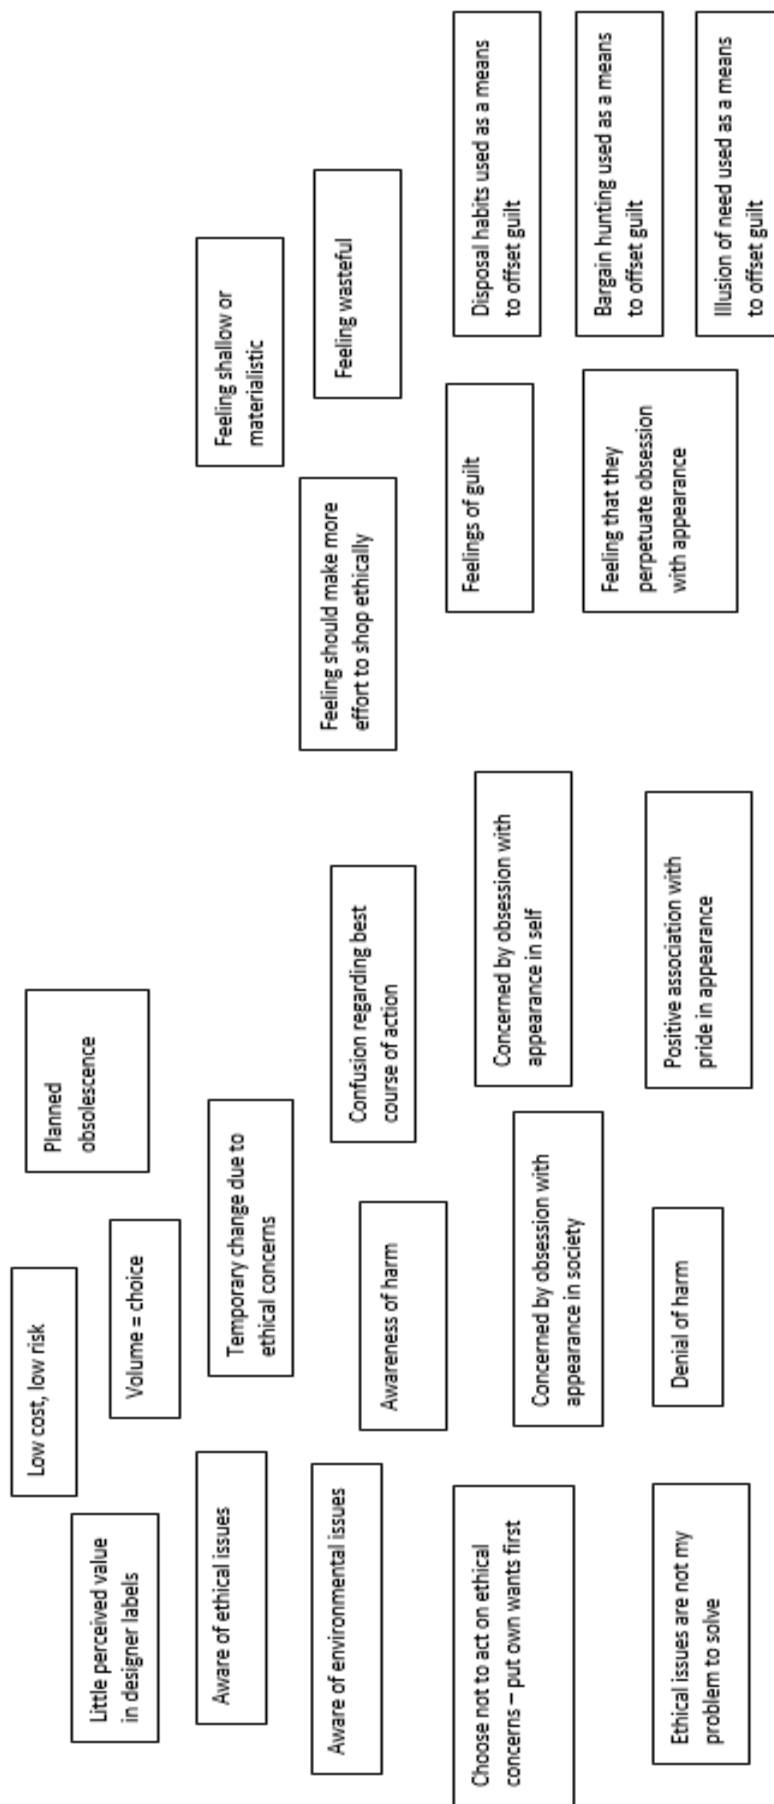 Low cost, low risk
Planned
obsolescence
Little perceived value
in designer labels
Volume = choice
Aware of ethical issues
Temporary change due to
ethical concerns
Feeling shallow or
materialistic
Aware of environmental issues
Awareness of harm
Confusion regarding best
course of action
Feeling should make more
effort to shop ethically
Feeling wasteful
Choose not to act on ethical
concerns – put own wants first
Concerned by obsession with
appearance in society
Concerned by obsession with
appearance in self
Feelings of guilt
Disposal habits used as a means
to offset guilt
Bargain hunting used as a means
to offset guilt
Ethical issues are not my
problem to solve
Denial of harm
Positive association with
pride in appearance
Feeling that they
perpetuate obsession
with appearance
Illusion of need used as a means
to offset guilt